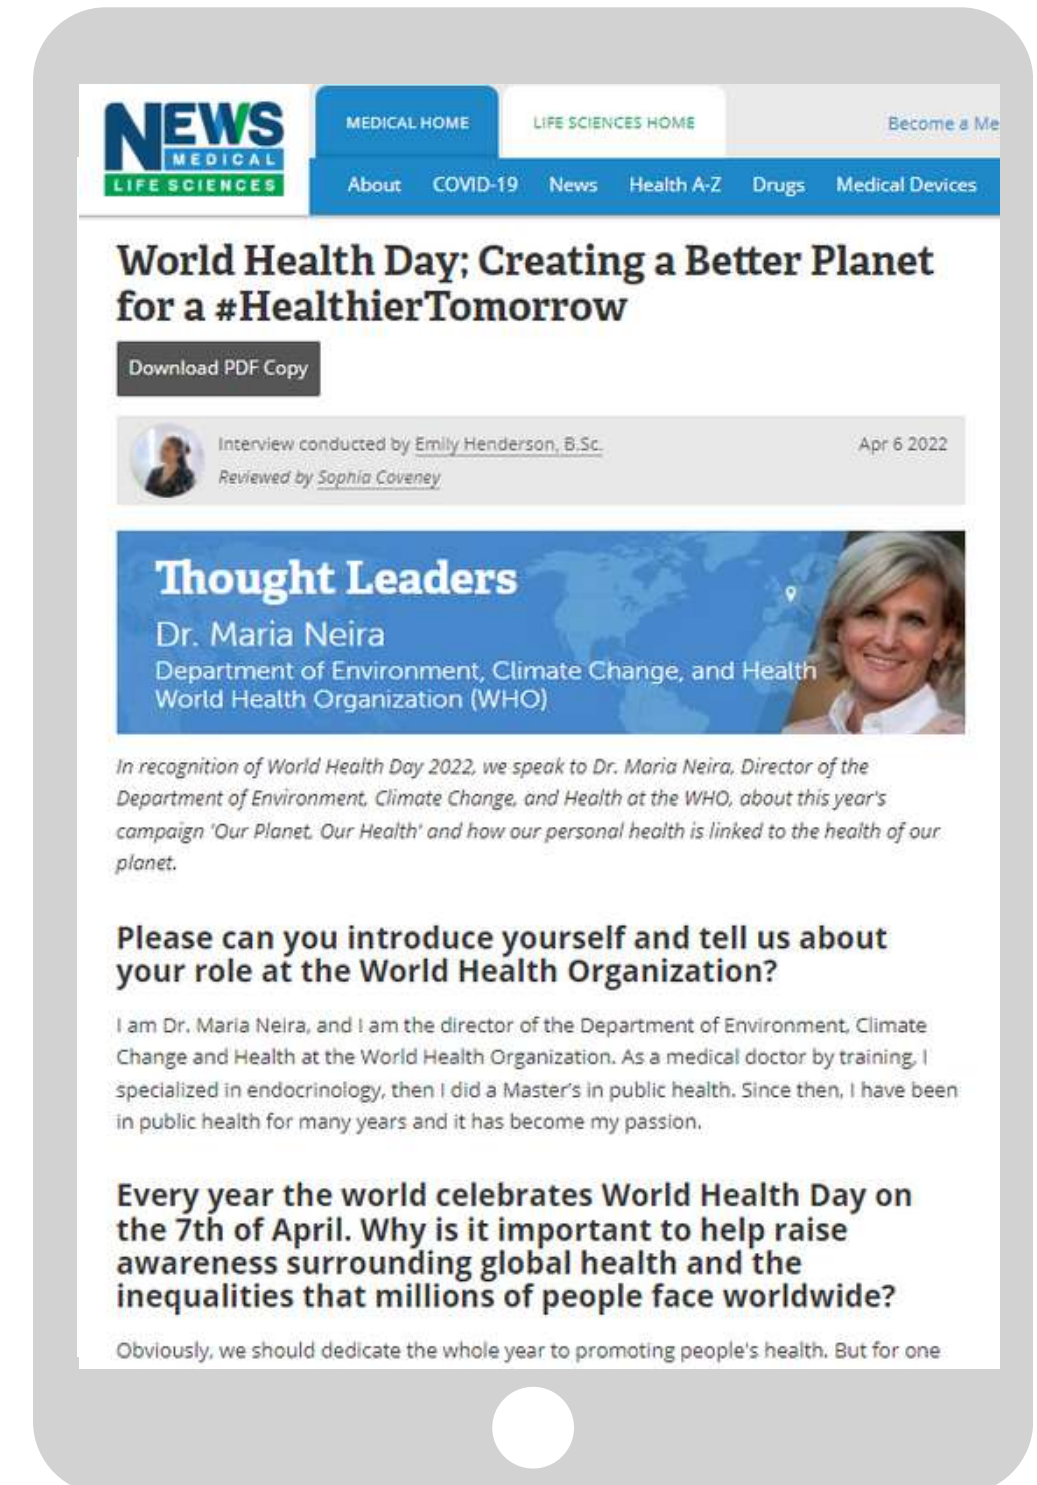 NEWS
MEDICAL
LIFE SCIENCES
MEDICAL HOME
LIFE SCIENCES HOME
Become a Me
About COVID-19 News Health A-Z Drugs Medical Devices
World Health Day; Creating a Better Planet
for a #HealthierTomorrow
Download PDF Copy
Interview conducted by Emily Henderson, B.Sc.
Apr 6 2022
Reviewed by Sophia Coveney
Thought Leaders
Dr. Maria Neira
Department of Environment, Climate Change, and Health
World Health Organization (WHO)
In recognition of World Health Day 2022, we speak to Dr. Maria Neira, Director of the
Department of Environment, Climate Change, and Health at the WHO, about this year's
campaign 'Our Planet, Our Health' and how our personal health is linked to the health of our
planet.
Please can you introduce yourself and tell us about
your role at the World Health Organization?
I am Dr. Maria Neira, and I am the director of the Department of Environment, Climate
Change and Health at the World Health Organization. As a medical doctor by training, I
specialized in endocrinology, then I did a Master's in public health. Since then, I have been
in public health for many years and it has become my passion.
Every year the world celebrates World Health Day on
the 7th of April. Why is it important to help raise
awareness surrounding global health and the
inequalities that millions of people face worldwide?
Obviously, we should dedicate the whole year to promoting people's health. But for one